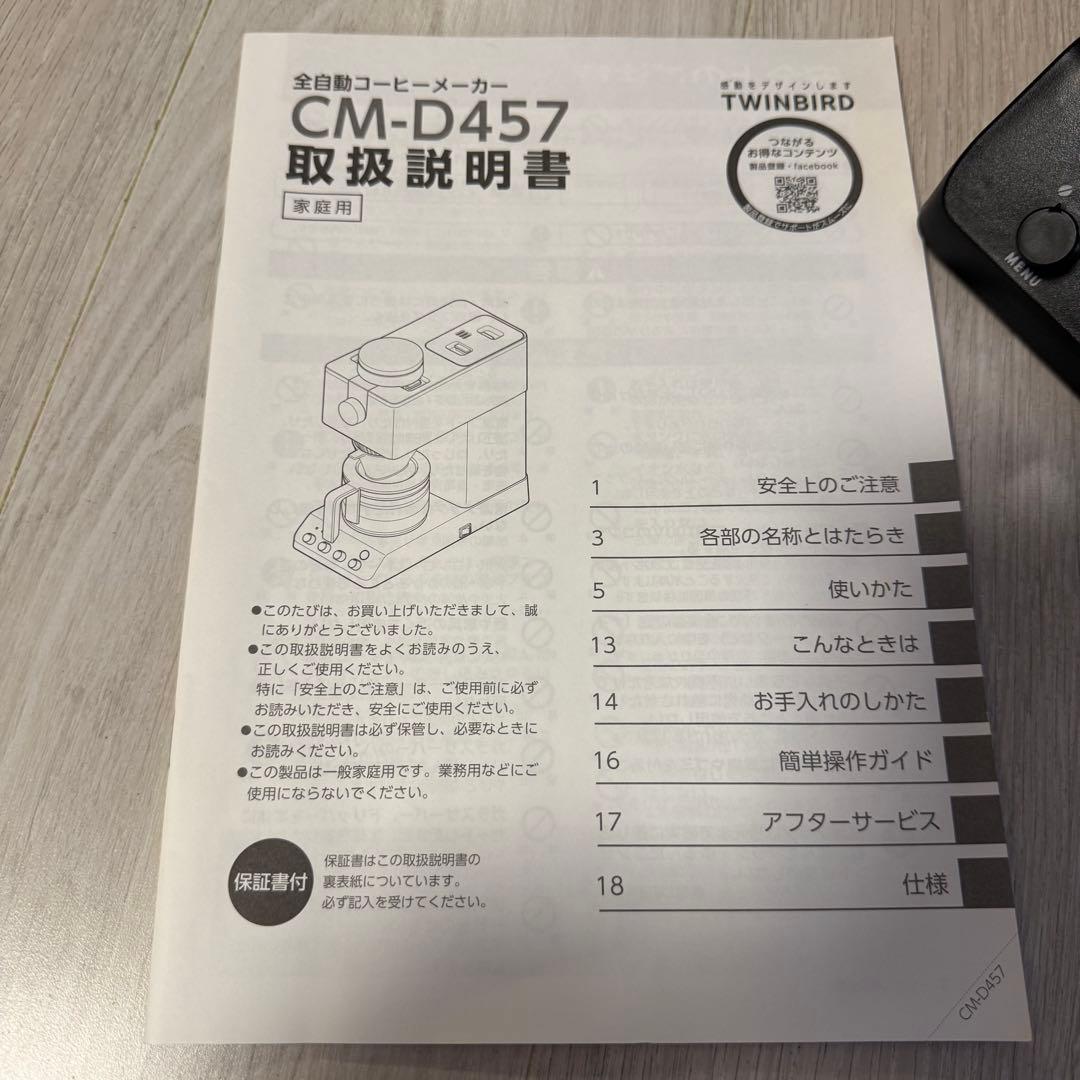 全自動コーヒーメーカー
CM-D457
取扱説明書
家庭用
感動をデザインします
TWINBIRD
つながる
お得なコンテンツ
製品登録・facebook
製品登録でサポートがスムーズに
MENU
●このたびは、お買い上げいただきまして、誠
にありがとうございました。
●この取扱説明書をよくお読みのうえ、
正しくご使用ください。
特に「安全上のご注意」は、ご使用前に必ず
お読みいただき、安全にご使用ください。
●この取扱説明書は必ず保管し、必要なときに
お読みください。
●この製品は一般家庭用です。業務用などにご
使用にならないでください。
保証書付
保証書はこの取扱説明書の
裏表紙についています。
必ず記入を受けてください。
1 安全上のご注意
3 各部の名称とはたらき
5 使いかた
13 こんなときは
14 お手入れのしかた
16 簡単操作ガイド
17 アフターサービス
18 仕様
CM-D457